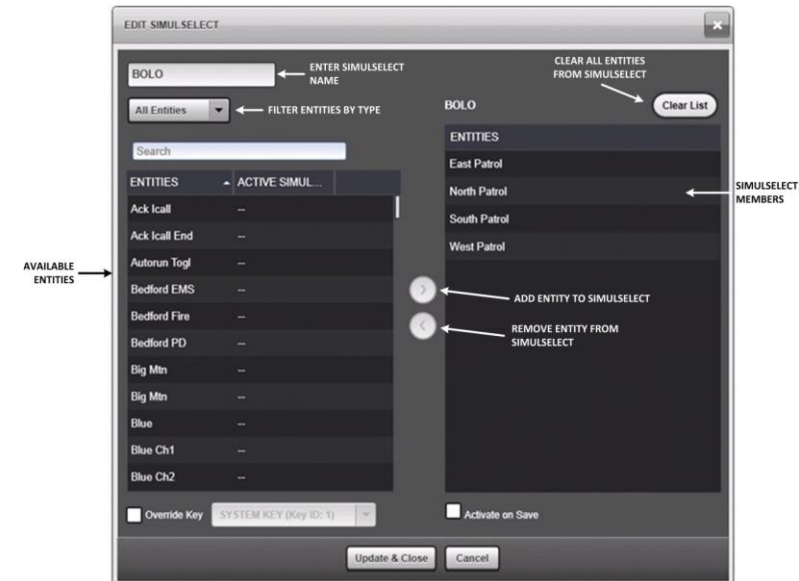 EDIT SIMULSELECT
BOLO
ENTER SIMULSELECT
NAME
CLEAR ALL ENTITIES
FROM SIMULSELECT
All Entities
FILTER ENTITIES BY TYPE
BOLO
Clear List
Search
ENTITIES
ACTIVE SIMUL...
Ack Icall --
Ack Icall End --
Autorun Togl --
Bedford EMS --
Bedford Fire --
Bedford PD --
Big Mtn --
Big Mtn --
Blue --
Blue Ch1 --
Blue Ch2 --
AVAILABLE
ENTITIES
ENTITIES
East Patrol
North Patrol
South Patrol
West Patrol
SIMULSELECT
MEMBERS
ADD ENTITY TO SIMULSELECT
REMOVE ENTITY FROM
SIMULSELECT
Override Key
SYSTEM KEY (Key ID: 1)
Activate on Save
Update & Close
Cancel